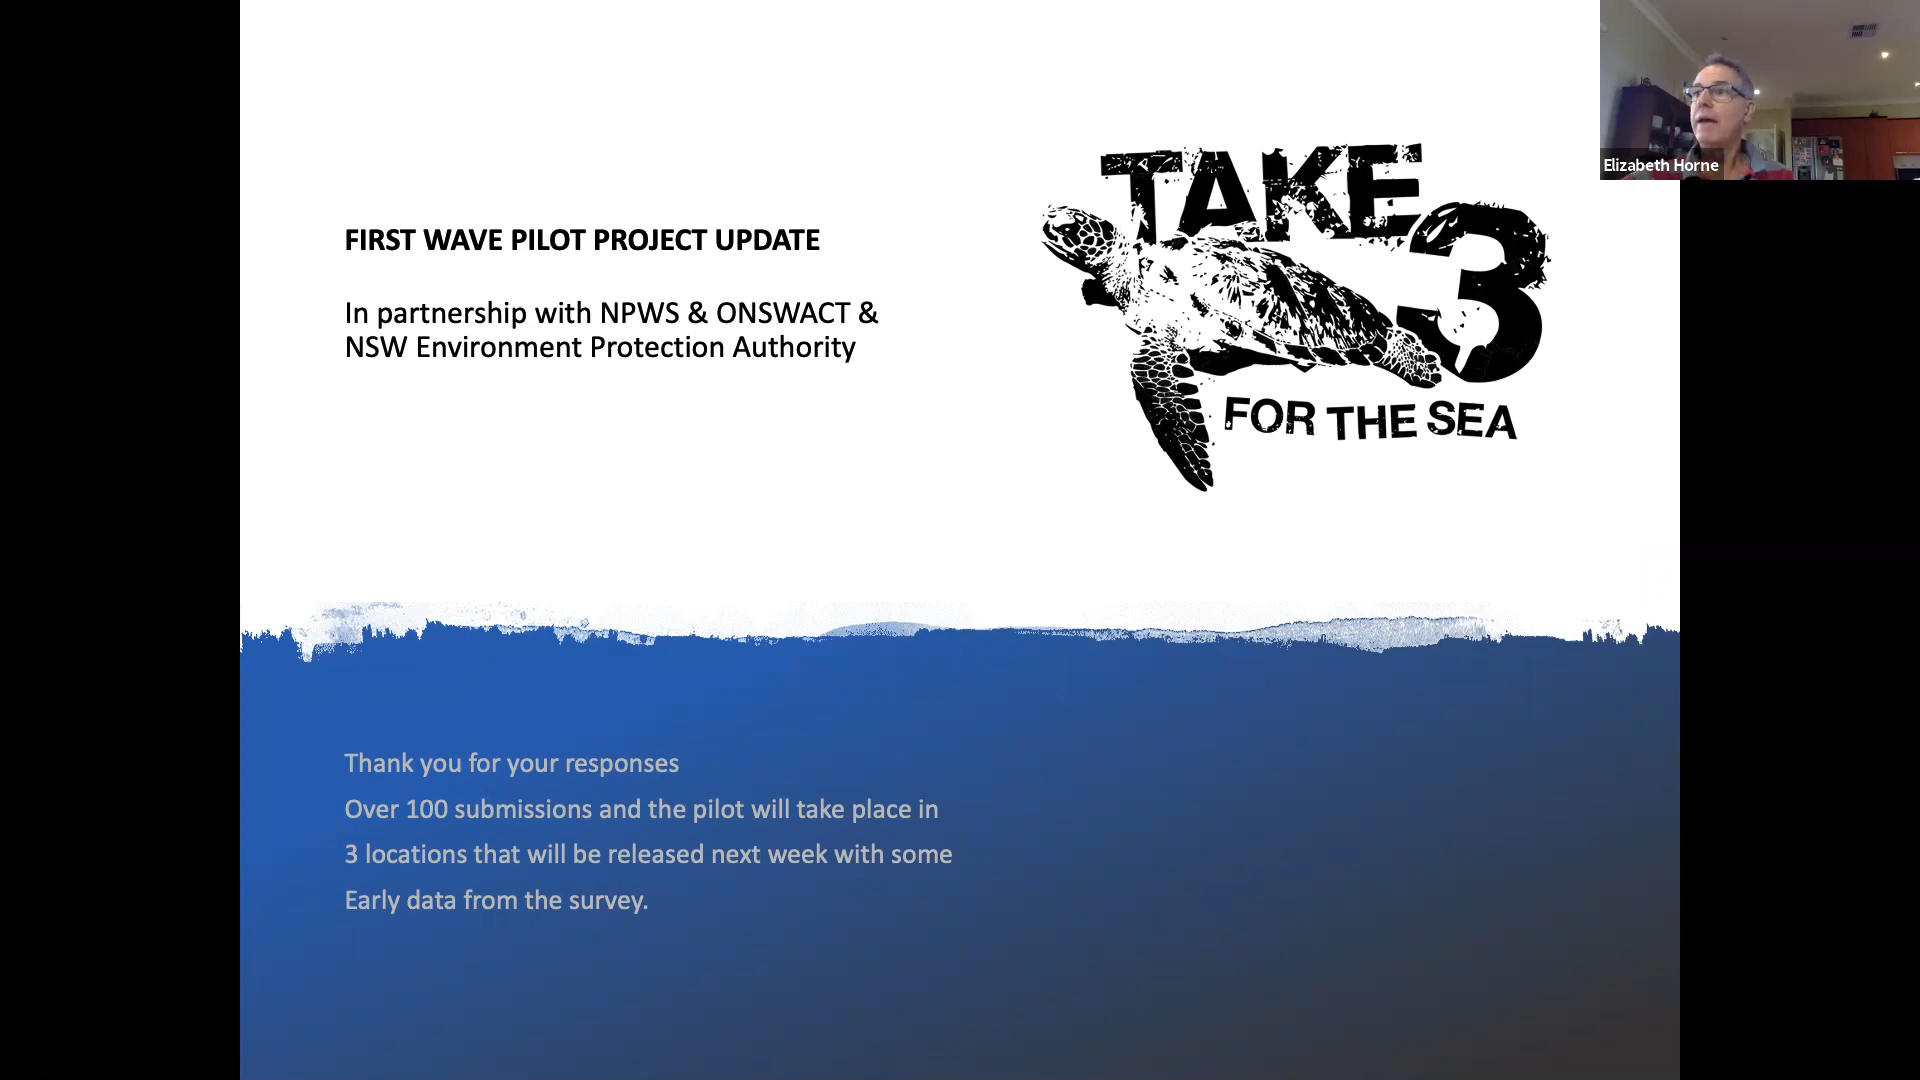 FIRST WAVE PILOT PROJECT UPDATE
In partnership with NPWS & ONSWACT &
NSW Environment Protection Authority
TAKE
3
FOR THE SEA
Elizabeth Horne
Thank you for your responses
Over 100 submissions and the pilot will take place in
3 locations that will be released next week with some
Early data from the survey.